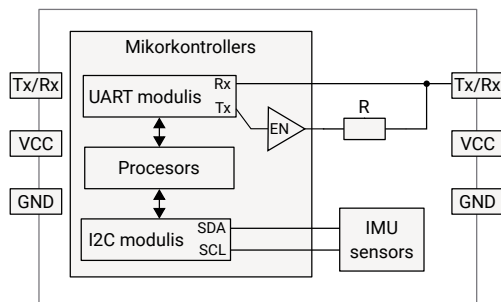 Mikorkontrollers
Tx/Rx
Rx
UART modulis
Tx
Tx/Rx
R
EN
VCC
VCC
Procesors
GND
GND
SDA
I2C modulis
SCL
IMU
sensors